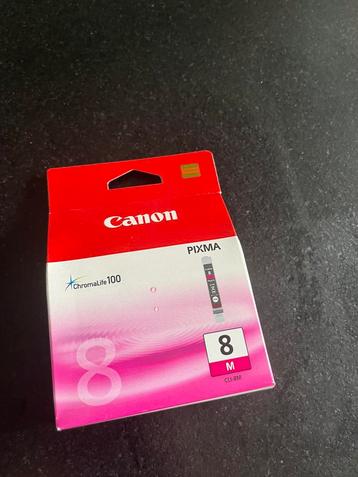 Canon
PIXMA
ChromaLife100
8
8
M
CLI-8M